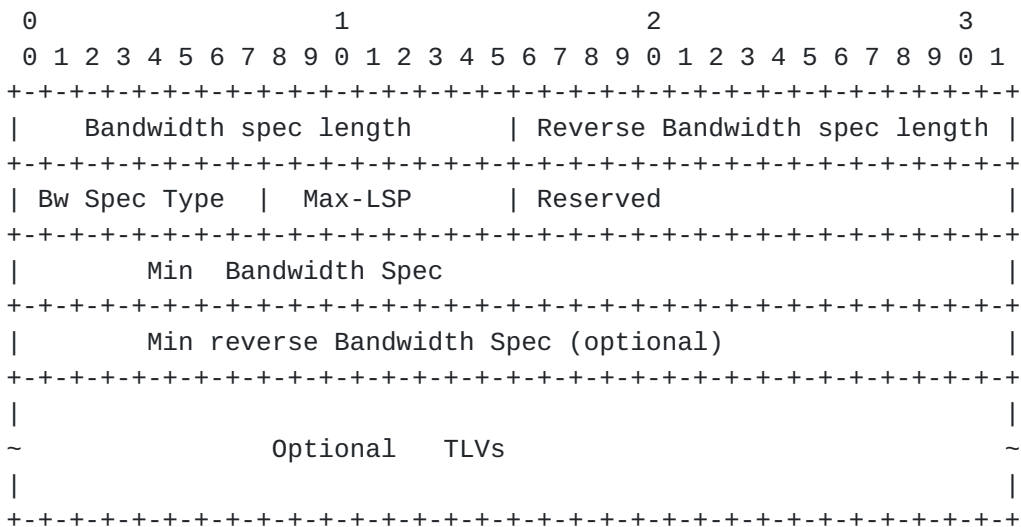 0                   1                   2                   3
 0 1 2 3 4 5 6 7 8 9 0 1 2 3 4 5 6 7 8 9 0 1 2 3 4 5 6 7 8 9 0 1
+-+-+-+-+-+-+-+-+-+-+-+-+-+-+-+-+-+-+-+-+-+-+-+-+-+-+-+-+-+-+-+-+
|    Bandwidth spec length      | Reverse Bandwidth spec length |
+-+-+-+-+-+-+-+-+-+-+-+-+-+-+-+-+-+-+-+-+-+-+-+-+-+-+-+-+-+-+-+-+
| Bw Spec Type  |  Max-LSP      | Reserved                      |
+-+-+-+-+-+-+-+-+-+-+-+-+-+-+-+-+-+-+-+-+-+-+-+-+-+-+-+-+-+-+-+-+
|        Min  Bandwidth Spec                                    |
+-+-+-+-+-+-+-+-+-+-+-+-+-+-+-+-+-+-+-+-+-+-+-+-+-+-+-+-+-+-+-+-+
|        Min reverse Bandwidth Spec (optional)                  |
+-+-+-+-+-+-+-+-+-+-+-+-+-+-+-+-+-+-+-+-+-+-+-+-+-+-+-+-+-+-+-+-+
|                                                               |
~                Optional   TLVs                                ~
|                                                               |
+-+-+-+-+-+-+-+-+-+-+-+-+-+-+-+-+-+-+-+-+-+-+-+-+-+-+-+-+-+-+-+-+